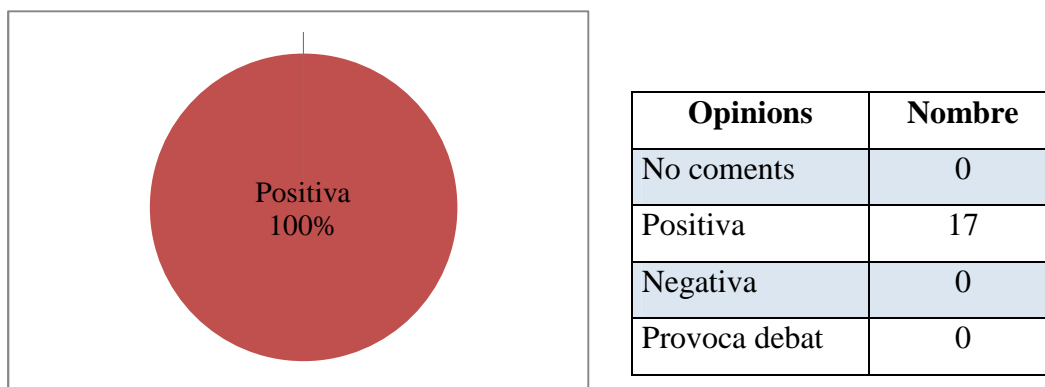 Positiva
100%
Opinions Nombre
No coments 0
Positiva 17
Negativa 0
Provoca debat 0